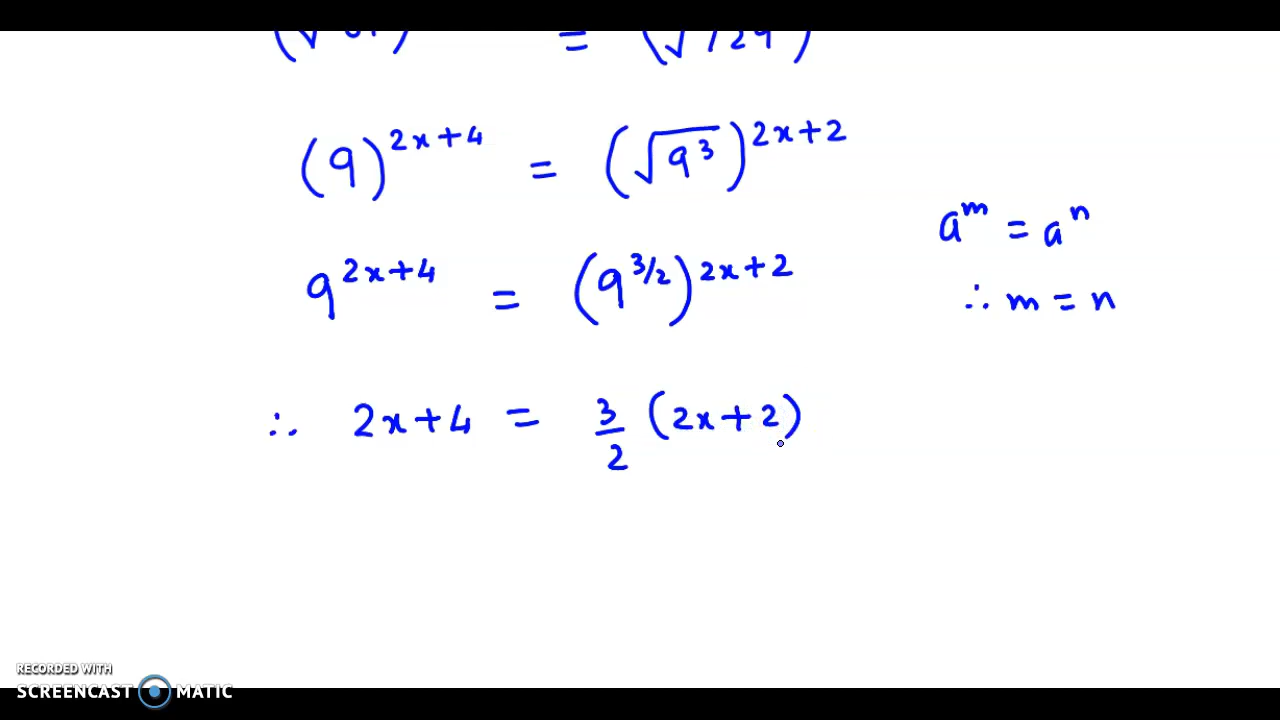 (9)^{2x+4} = (√9³)^{2x+2}
a^m = a^n
9^{2x+4} = (9^{3/2})^{2x+2}
∴ m = n
∴ 2x+4 = 3/2 (2x+2)
RECORDED WITH
SCREENCAST MATIC